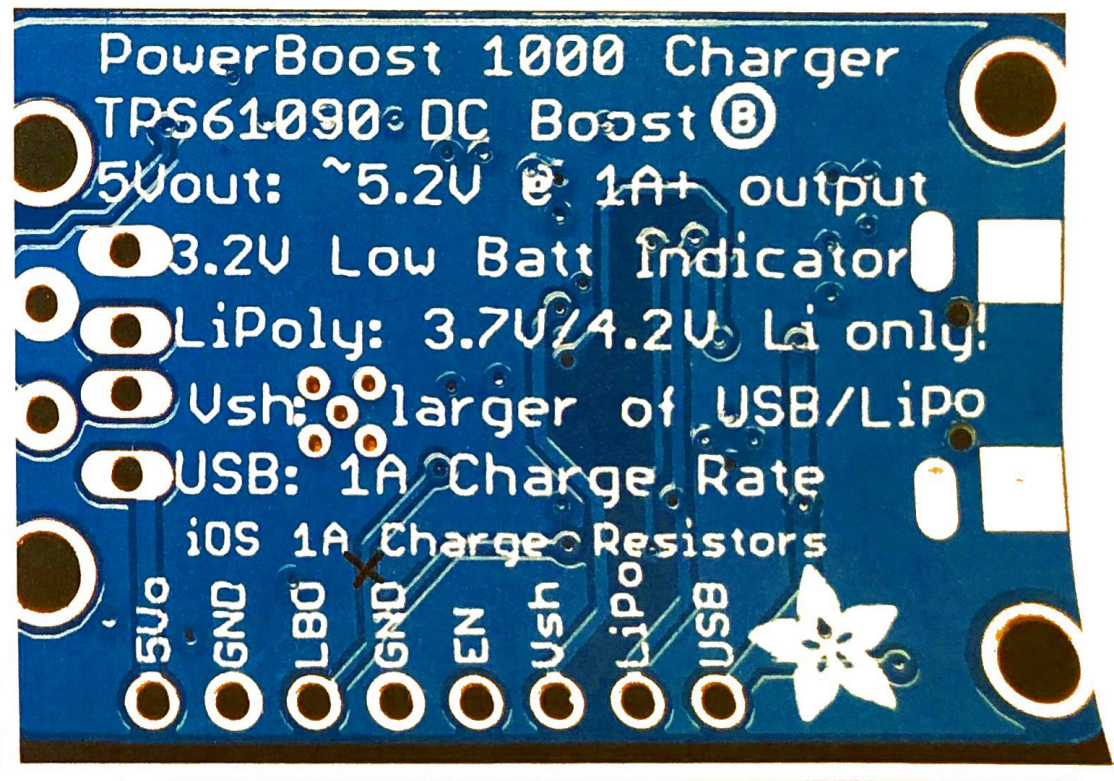 PowerBoost 1000 Charger
TPS61090 DC Boost B
5Vout: ~5.2V @ 1A+ output
3.2V Low Batt Indicator
LiPoly: 3.7V/4.2V Li only!
Vsh: larger of USB/LiPo
USB: 1A Charge Rate
iOS 1A Charge Resistors
5Vo GND LBO GND EN Vsh LiPo USB